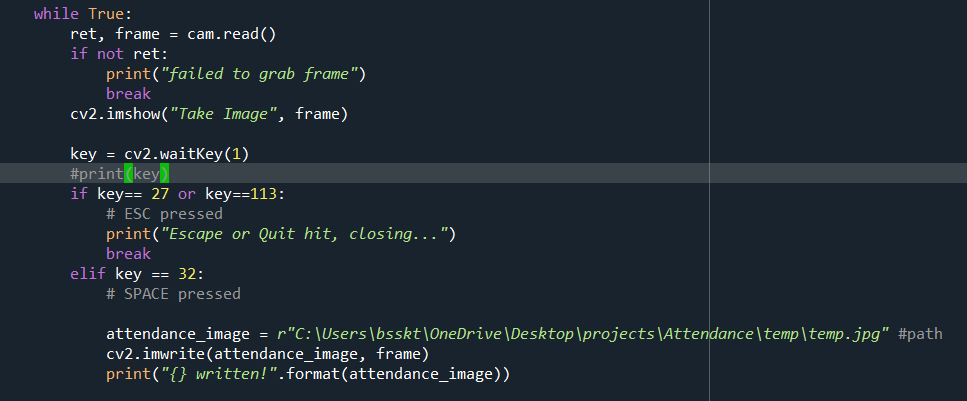 while True:
    ret, frame = cam.read()
    if not ret:
        print("failed to grab frame")
        break
    cv2.imshow("Take Image", frame)

    key = cv2.waitKey(1)
    #print(key)
    if key== 27 or key==113:
        # ESC pressed
        print("Escape or Quit hit, closing...")
        break
    elif key == 32:
        # SPACE pressed

        attendance_image = r"C:\Users\bsskt\OneDrive\Desktop\projects\Attendance\temp\temp.jpg" #path
        cv2.imwrite(attendance_image, frame)
        print("{} written!".format(attendance_image))